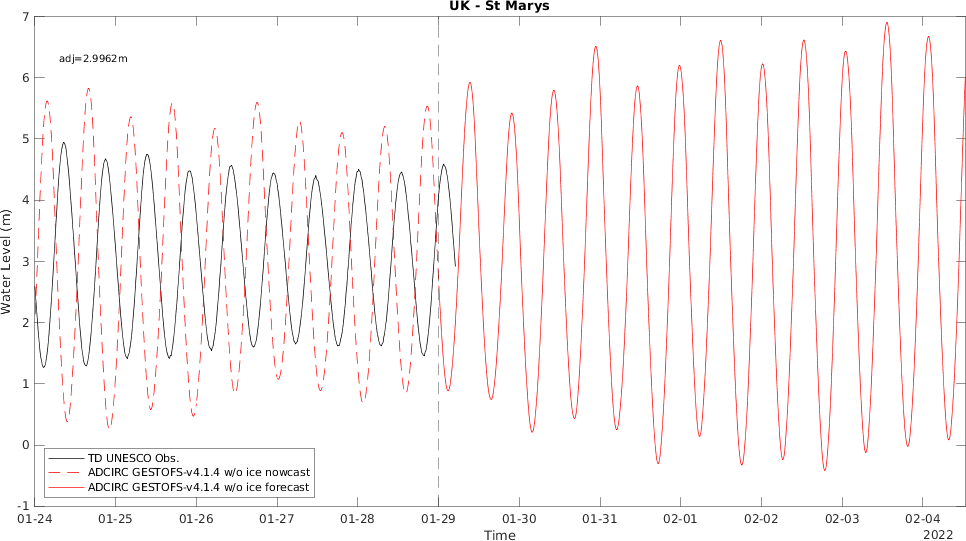 UK - St Marys
7
adj=2.9962m
6
5
4
3
2
1
0
-1
Water Level (m)
TD UNESCO Obs.
ADCIRC GESTOFS-v4.1.4 w/o ice nowcast
ADCIRC GESTOFS-v4.1.4 w/o ice forecast
01-24 01-25 01-26 01-27 01-28 01-29 01-30 01-31 02-01 02-02 02-03 02-04
Time
2022